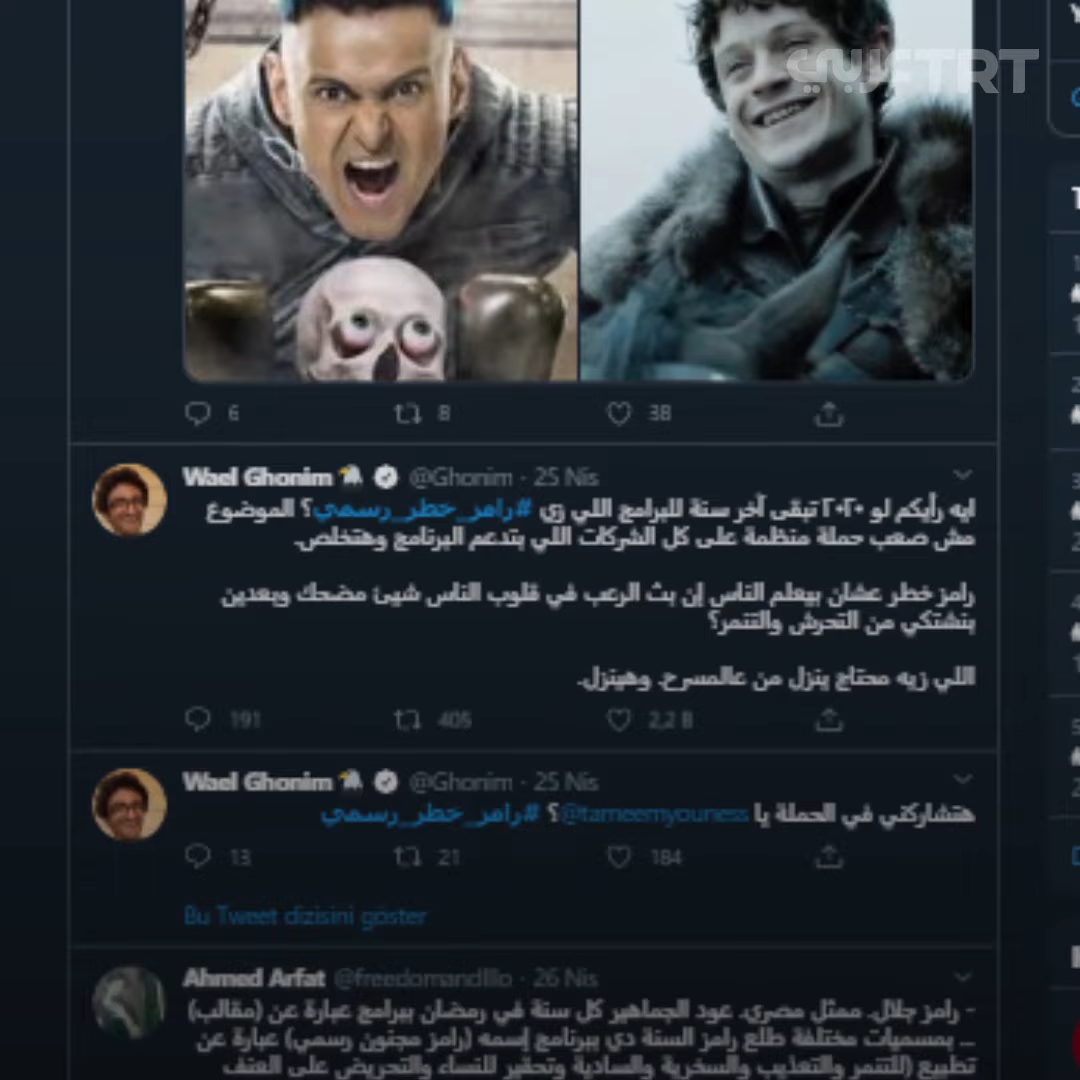 TRT عربي
6 8 38
Wael Ghonim @Ghonim · 25 Nis
ايه رأيكم لو ٢٠٢٠ تبقى آخر سنة للبرامج اللي زي #رامز_خطر_رسمي؟ الموضوع
مش صعب حملة منظمة على كل الشركات اللي بتدعم البرنامج وهتخلص.
رامز خطر عشان بيعلم الناس إن بث الرعب في قلوب الناس شيئ مضحك وبعدين
بنشتكي من التحرش والتنمر؟
اللي زيه محتاج ينزل من عالمسرح. وهينزل.
191 405 2,2 B
Wael Ghonim @Ghonim · 25 Nis
هتشاركني في الحملة يا @tameemyouness؟ #رامز_خطر_رسمي
13 21 184
Bu Tweet dizisini göster
Ahmed Arfat @freedomandlllo · 26 Nis
- رامز جلال. ممثل مصري. عود الجماهير كل سنة في رمضان ببرامج عبارة عن (مقالب)
... بمسميات مختلفة طلع رامز السنة دي ببرنامج إسمه (رامز مجنون رسمي) عبارة عن
تطبيع (للتنمر والتعذيب والسخرية والسادية وتحقير للنساء والتحريض على العنف